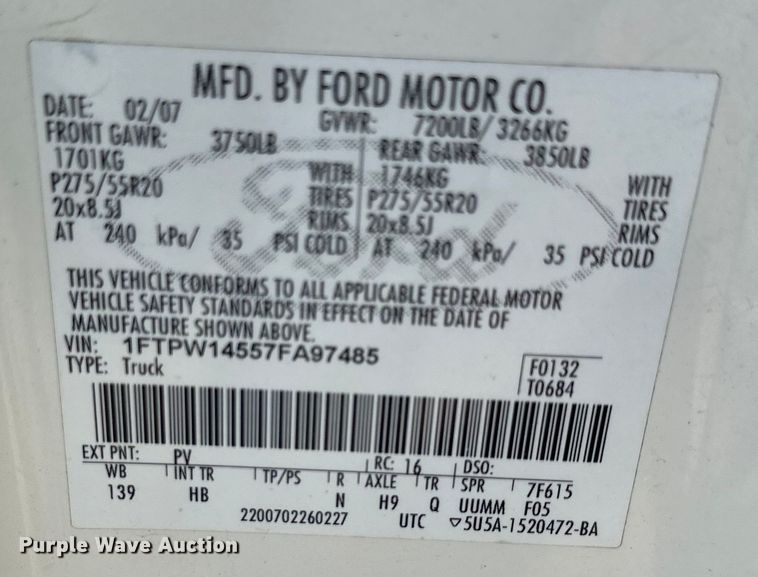 MFD. BY FORD MOTOR CO.
DATE: 02/07 GVWR: 7200LB/ 3266KG
FRONT GAWR: 3750LB REAR GAWR: 3850LB
1701KG WITH 1746KG WITH
P275/55R20 TIRES P275/55R20 TIRES
20x8.5J RIMS 20x8.5J RIMS
AT 240 kPa/ 35 PSI COLD AT 240 kPa/ 35 PSI COLD
THIS VEHICLE CONFORMS TO ALL APPLICABLE FEDERAL MOTOR
VEHICLE SAFETY STANDARDS IN EFFECT ON THE DATE OF
MANUFACTURE SHOWN ABOVE.
VIN: 1FTPW14557FA97485
TYPE: Truck F0132
T0684
EXT PNT: PV RC: 16 DSO:
WB INT TR TP/PS R AXLE TR SPR 7F615
139 HB N H9 Q UUMM F05
2200702260227 UTC ▽5U5A-1520472-BA
Ford
Purple Wave Auction